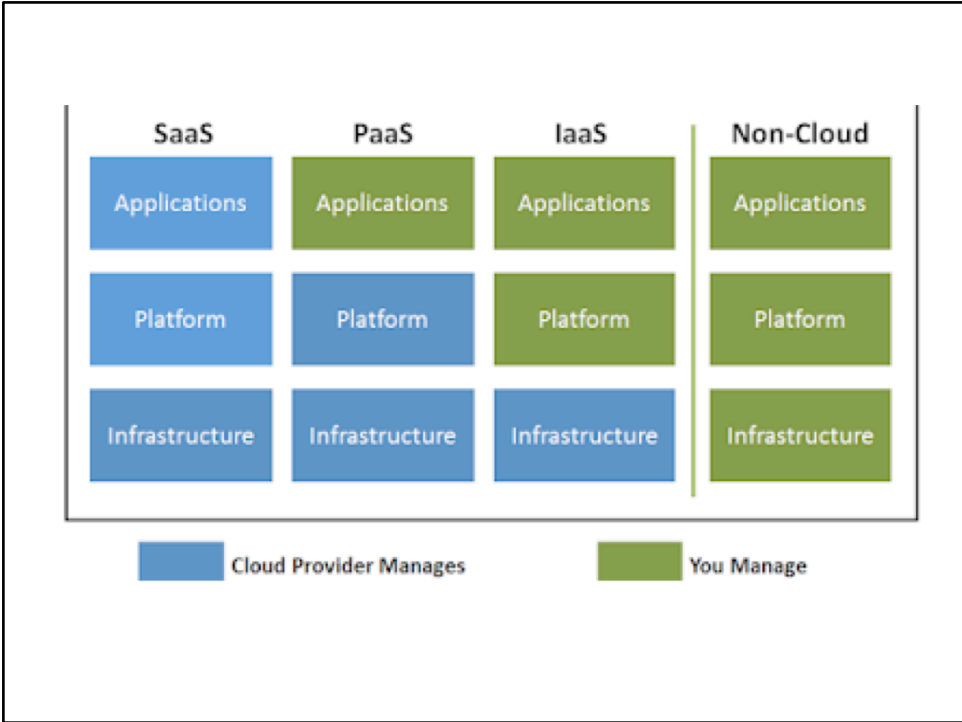 SaaS PaaS IaaS Non-Cloud
Applications Applications Applications Applications
Platform Platform Platform Platform
Infrastructure Infrastructure Infrastructure Infrastructure
Cloud Provider Manages You Manage